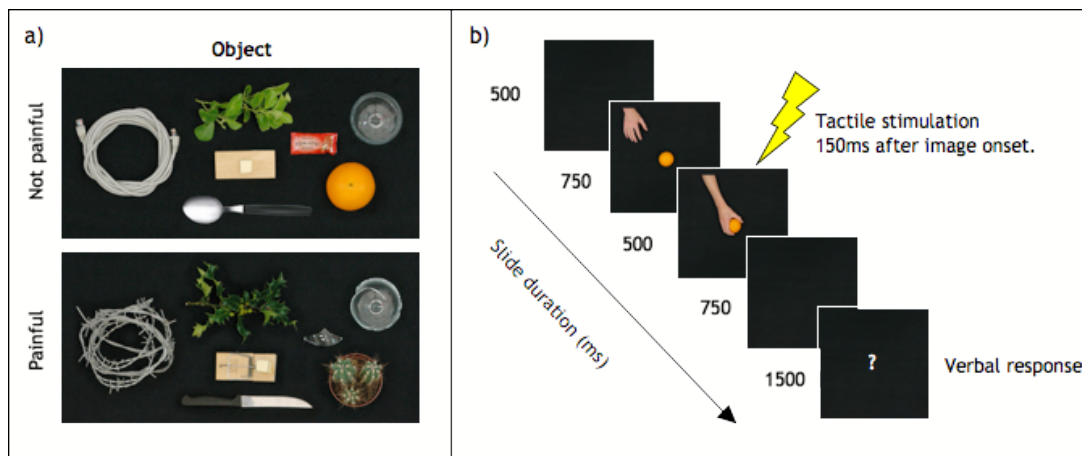 a)
Object
Not painful
Painful
b)
500
750
500
750
1500
Slide duration (ms)
Tactile stimulation
150ms after image onset.
?
Verbal response